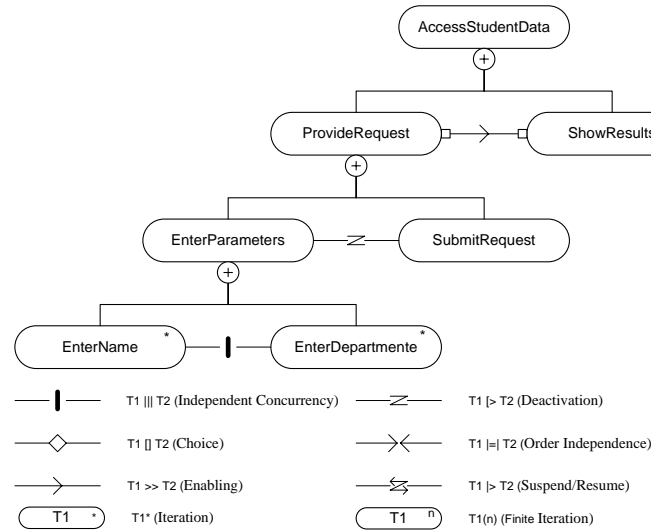 AccessStudentData
+
ProvideRequest
ShowResults
+
EnterParameters
SubmitRequest
+
EnterName *
EnterDepartmente *
T1 ||| T2 (Independent Concurrency)
T1 [> T2 (Deactivation)
T1 [] T2 (Choice)
T1 |=| T2 (Order Independence)
T1 >> T2 (Enabling)
T1 |> T2 (Suspend/Resume)
T1 *
T1* (Iteration)
T1 n
T1(n) (Finite Iteration)